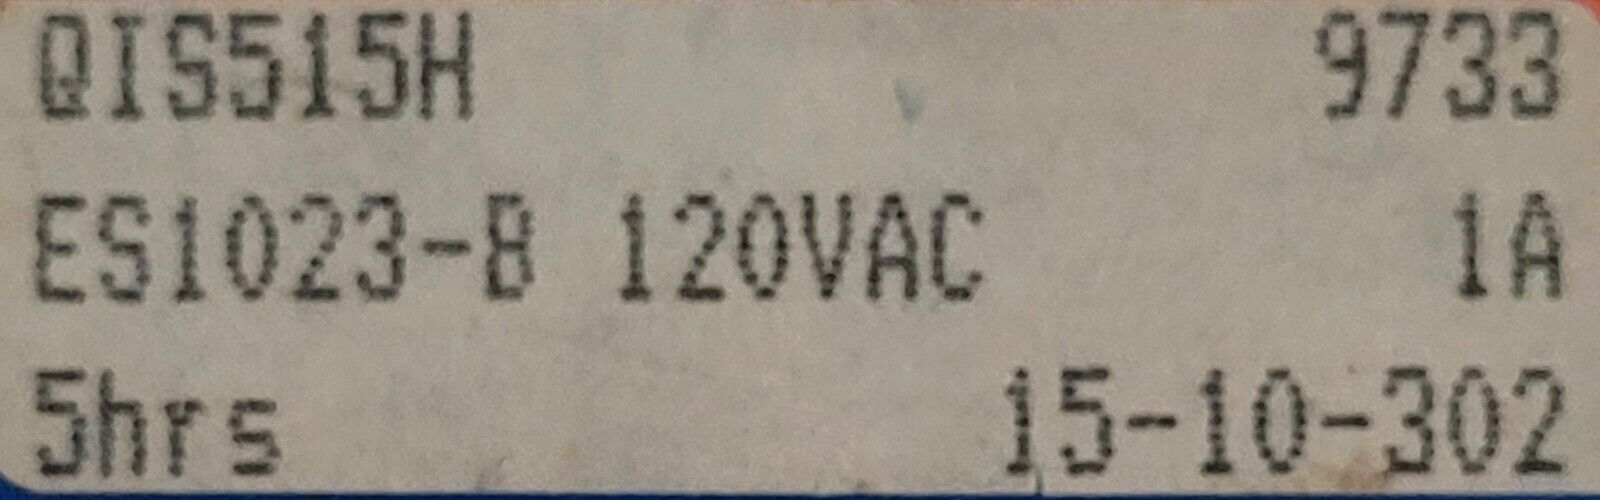 QIS515H 9733
ES1023-B 120VAC 1A
5hrs 15-10-302